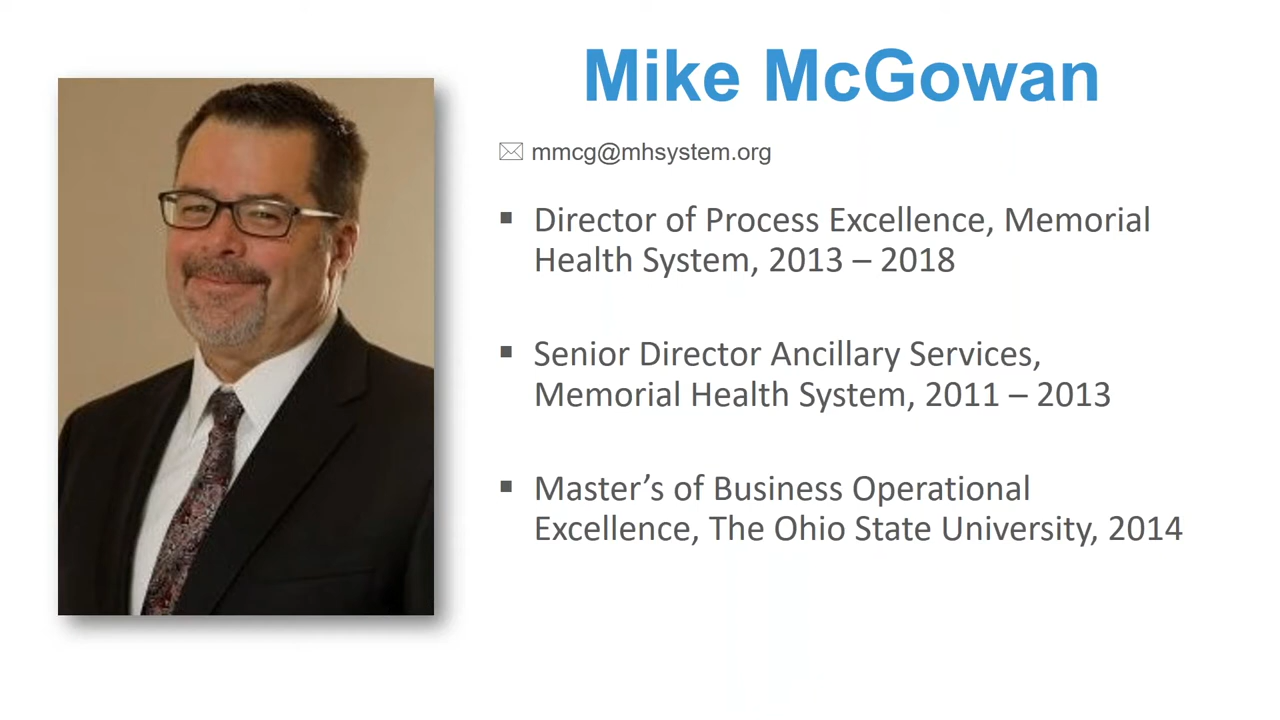 Mike McGowan
mmcg@mhsystem.org
▪ Director of Process Excellence, Memorial
Health System, 2013 – 2018
▪ Senior Director Ancillary Services,
Memorial Health System, 2011 – 2013
▪ Master’s of Business Operational
Excellence, The Ohio State University, 2014